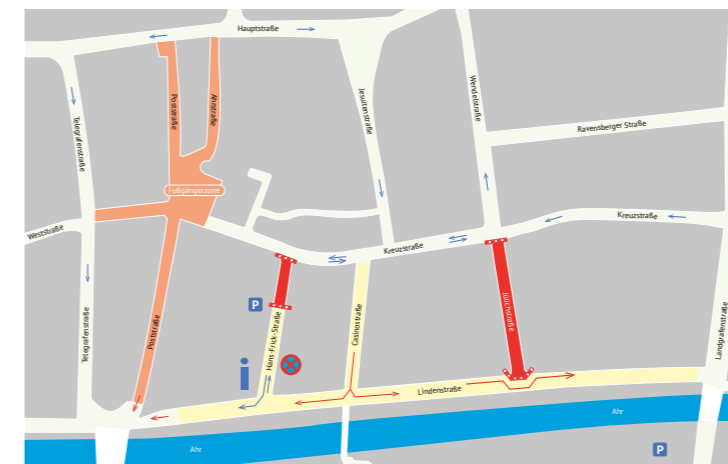 Hauptstraße
Telegrafenstraße
Poststraße
Ahrstraße
Jesuitenstraße
Wendelstraße
Ravensberger Straße
Fußgängerzone
Weststraße
Kreuzstraße
Kreuzstraße
Telegrafenstraße
Poststraße
P
Hans-Frick-Straße
Casinostraße
Jülichstraße
Landgrafenstraße
i
Lindenstraße
Ahr
Ahr
P